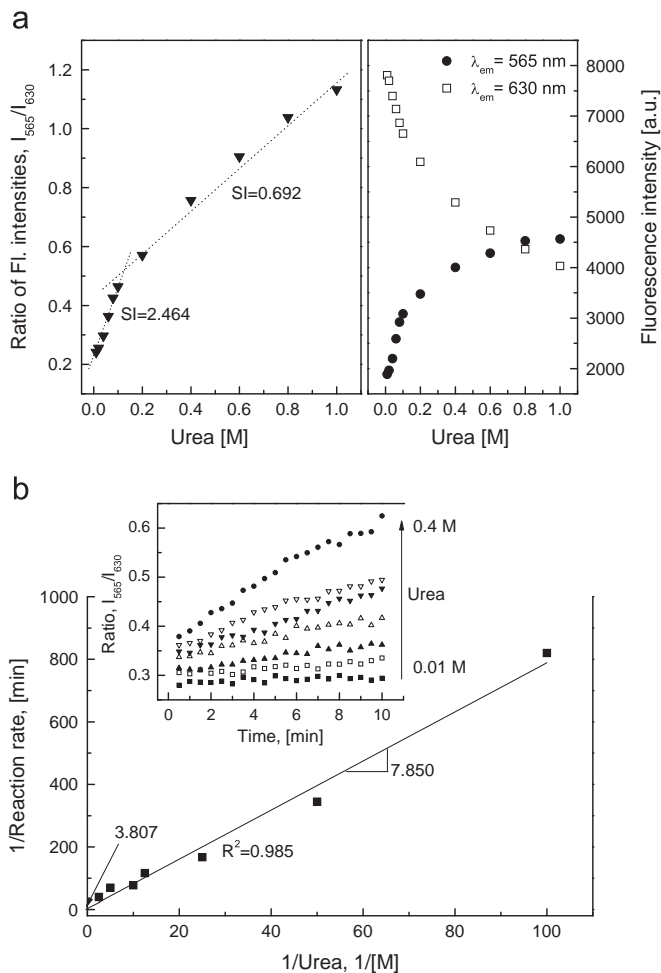 a
Ratio of Fl. intensities, I565/I630
1.2
1.0
0.8
0.6
0.4
0.2
Sl=0.692
Sl=2.464
0.0 0.2 0.4 0.6 0.8 1.0
Urea [M]
λem= 565 nm
λem= 630 nm
8000
7000
6000
5000
4000
3000
2000
Fluorescence intensity [a.u.]
0.0 0.2 0.4 0.6 0.8 1.0
Urea [M]
b
Ratio, I565/I630
0.6
0.5
0.4
0.3
0 2 4 6 8 10
Time, [min]
0.4 M
Urea
0.01 M
1/Reaction rate, [min]
1000
800
600
400
200
0
3.807
R2=0.985
7.850
0 20 40 60 80 100
1/Urea, 1/[M]